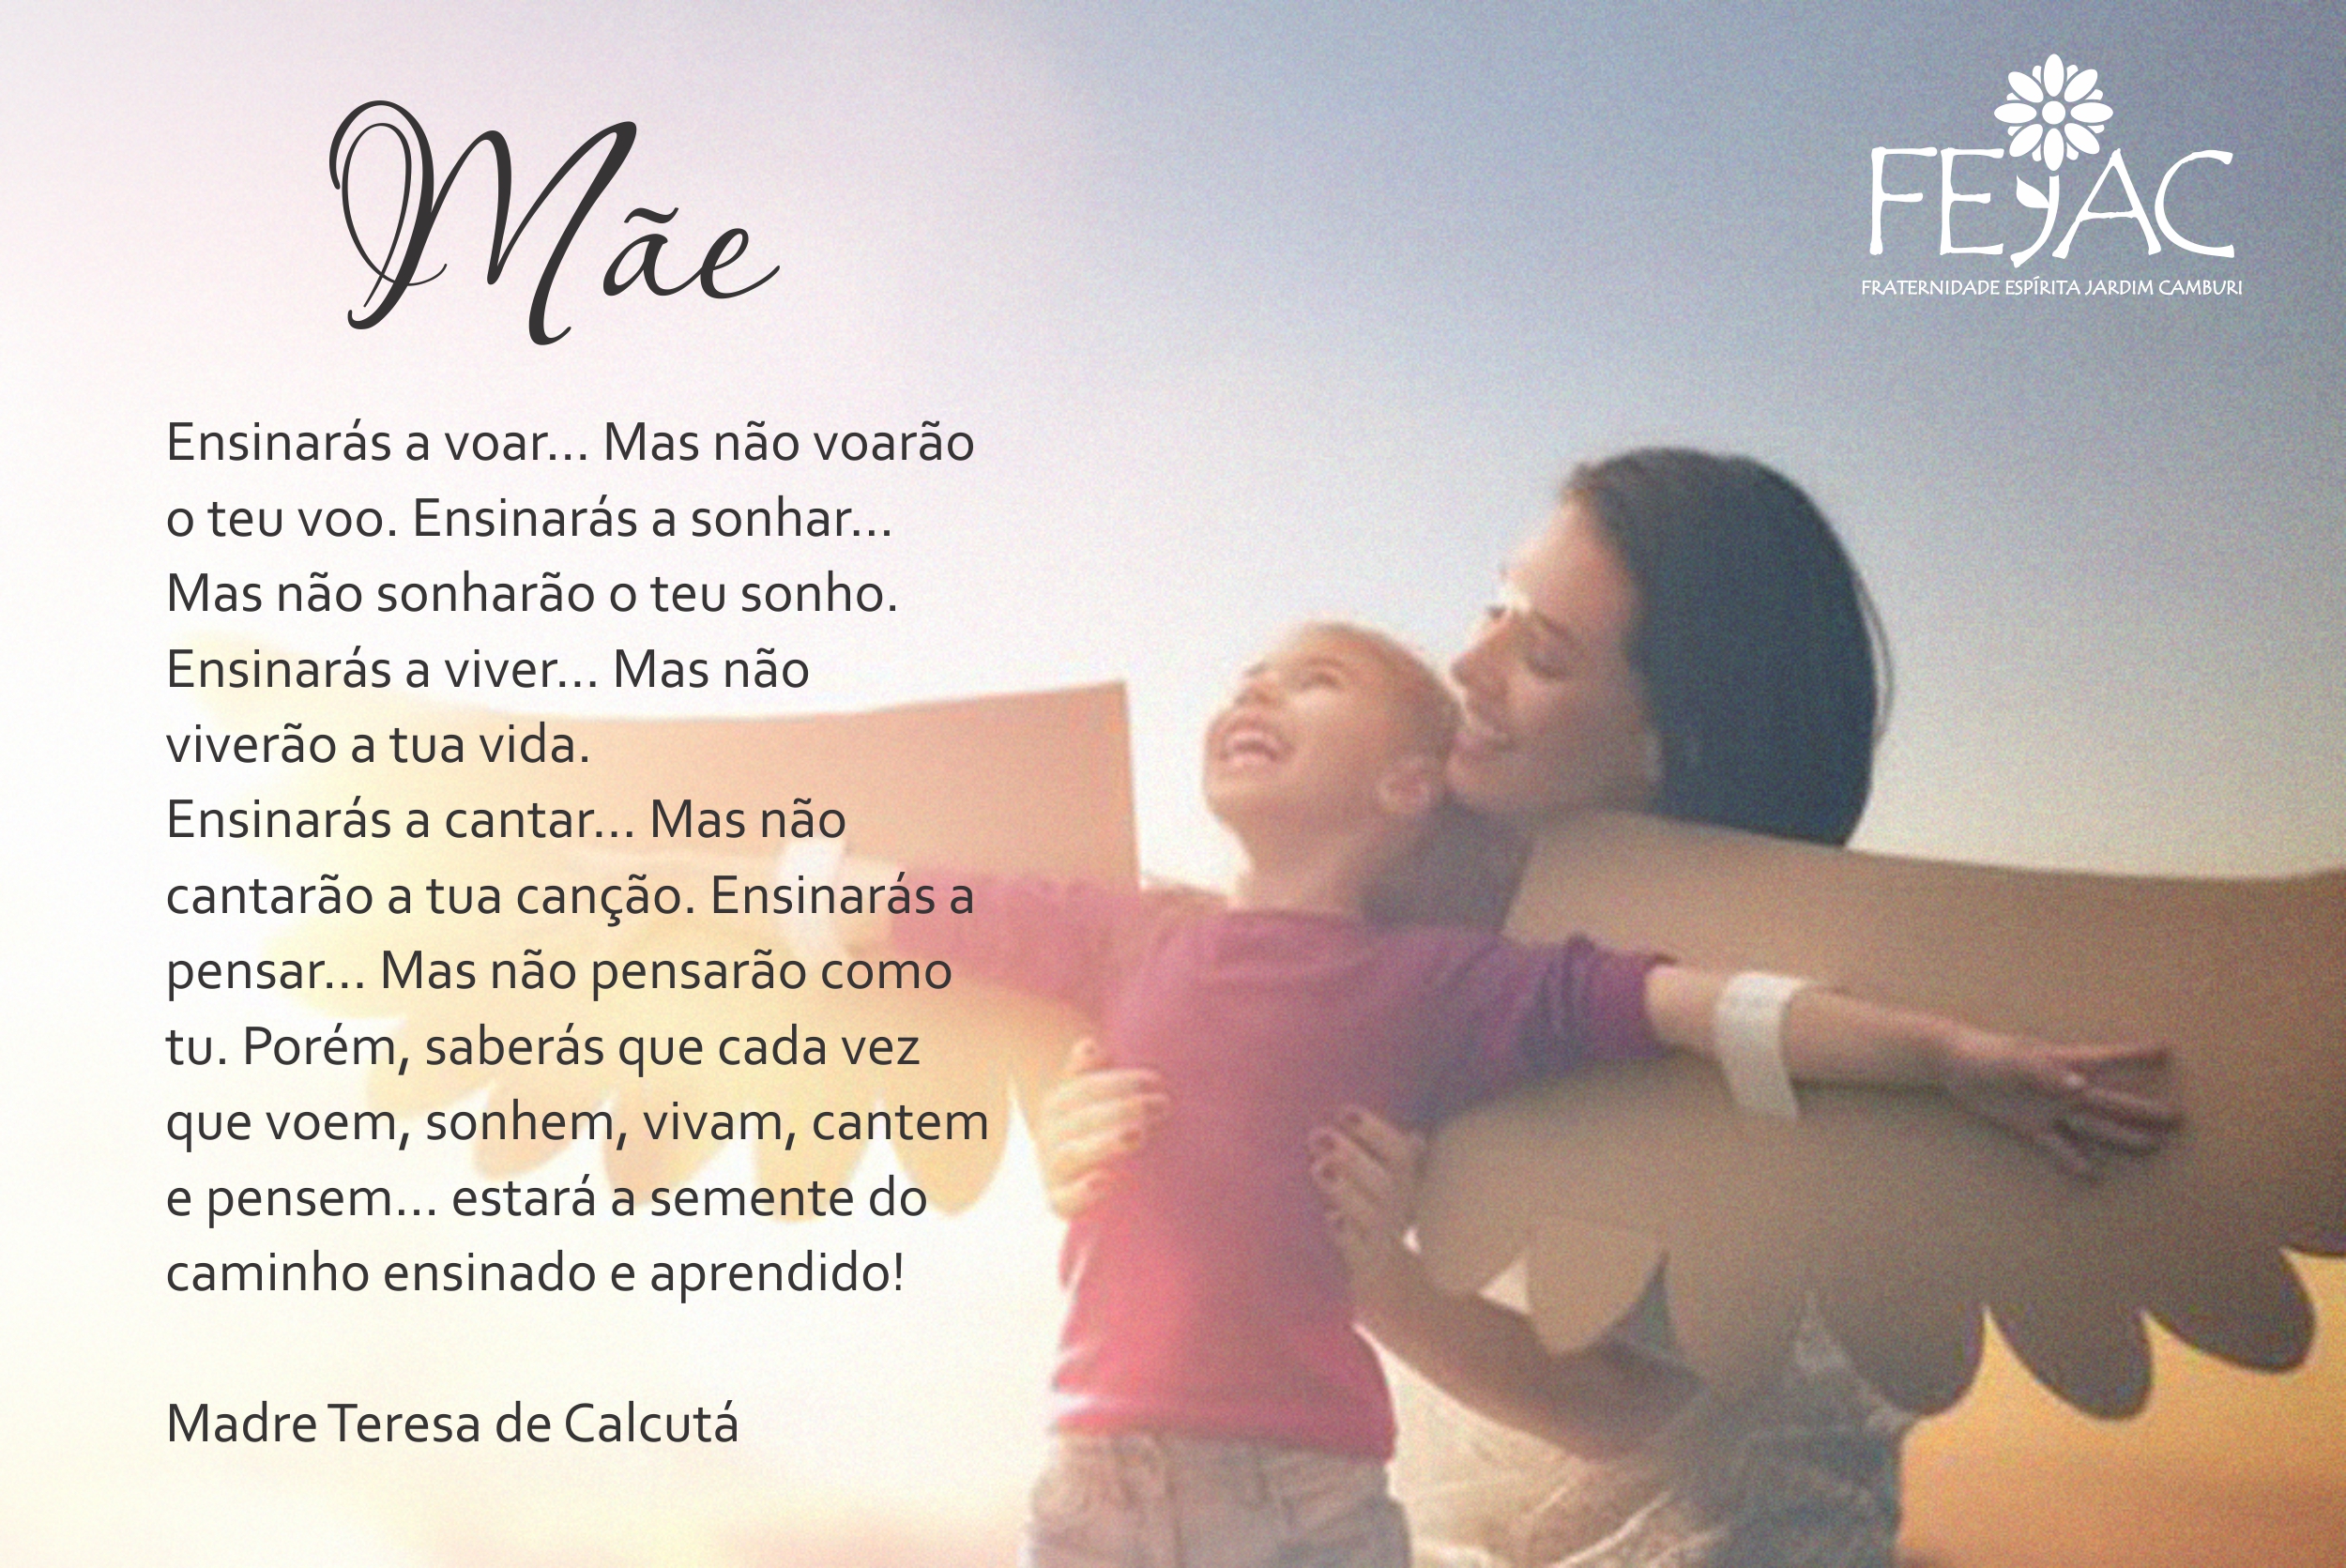 Mãe
FEJAC
FRATERNIDADE ESPÍRITA JARDIM CAMBURI
Ensinarás a voar... Mas não voarão
o teu voo. Ensinarás a sonhar...
Mas não sonharão o teu sonho.
Ensinarás a viver... Mas não
viverão a tua vida.
Ensinarás a cantar... Mas não
cantarão a tua canção. Ensinarás a
pensar... Mas não pensarão como
tu. Porém, saberás que cada vez
que voem, sonhem, vivam, cantem
e pensem... estará a semente do
caminho ensinado e aprendido!
Madre Teresa de Calcutá